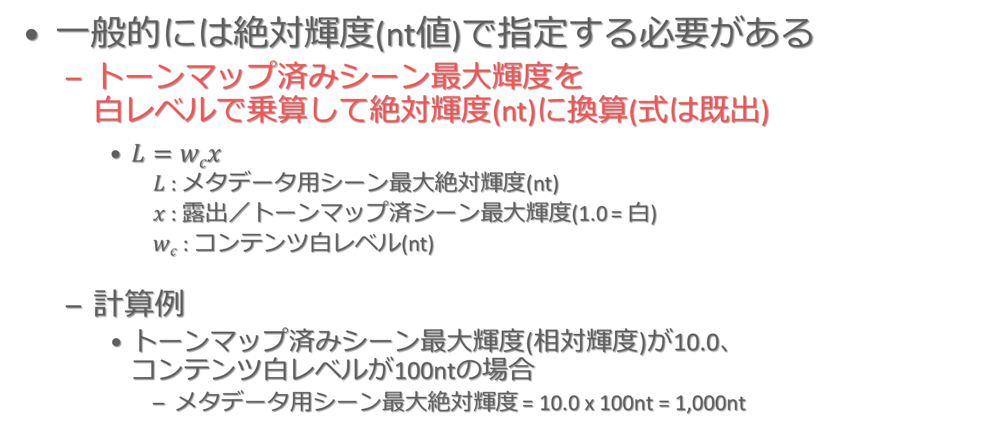 • 一般的には絶対輝度(nt値)で指定する必要がある
– トーンマップ済みシーン最大輝度を
白レベルで乗算して絶対輝度(nt)に換算(式は既出)
• L = w_c x
L : メタデータ用シーン最大絶対輝度(nt)
x : 露出／トーンマップ済シーン最大輝度(1.0 = 白)
w_c : コンテンツ白レベル(nt)
– 計算例
• トーンマップ済みシーン最大輝度(相対輝度)が10.0、
コンテンツ白レベルが100ntの場合
– メタデータ用シーン最大絶対輝度 = 10.0 x 100nt = 1,000nt